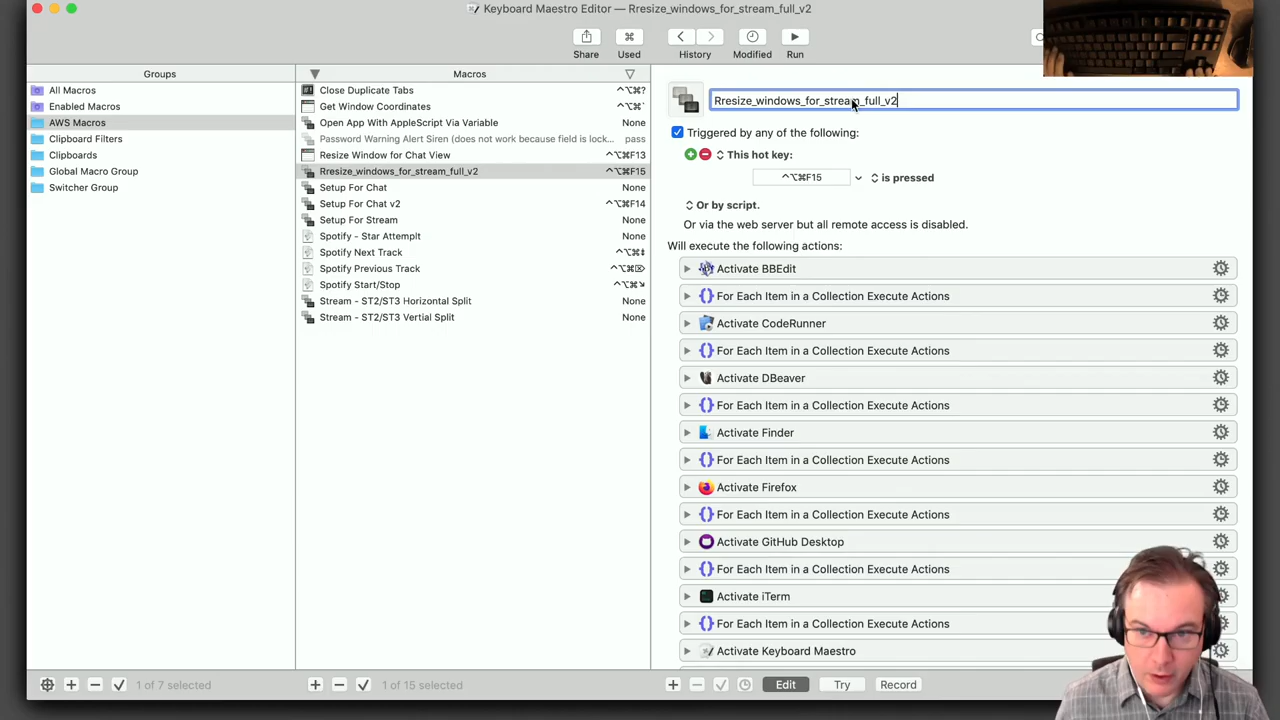 Keyboard Maestro Editor — Rresize_windows_for_stream_full_v2
Share
Used
History
Modified
Run
Groups
All Macros
Enabled Macros
AWS Macros
Clipboard Filters
Clipboards
Global Macro Group
Switcher Group
Macros
Close Duplicate Tabs ^⌥⌘?
Get Window Coordinates ^⌥⌘`
Open App With AppleScript Via Variable None
Password Warning Alert Siren (does not work because field is lock... pass
Resize Window for Chat View ^⌥⌘F13
Rresize_windows_for_stream_full_v2 ^⌥⌘F15
Setup For Chat None
Setup For Chat v2 ^⌥⌘F14
Setup For Stream None
Spotify - Star Attempt None
Spotify Next Track ^⌥⌘⇟
Spotify Previous Track ^⌥⌘⌦
Spotify Start/Stop ^⌥⌘↘
Stream - ST2/ST3 Horizontal Split None
Stream - ST2/ST3 Vertial Split None
Rresize_windows_for_stream_full_v2
Triggered by any of the following:
This hot key:
^⌥⌘F15 is pressed
Or by script.
Or via the web server but all remote access is disabled.
Will execute the following actions:
Activate BBEdit
For Each Item in a Collection Execute Actions
Activate CodeRunner
For Each Item in a Collection Execute Actions
Activate DBeaver
For Each Item in a Collection Execute Actions
Activate Finder
For Each Item in a Collection Execute Actions
Activate Firefox
For Each Item in a Collection Execute Actions
Activate GitHub Desktop
For Each Item in a Collection Execute Actions
Activate iTerm
For Each Item in a Collection Execute Actions
Activate Keyboard Maestro
1 of 7 selected
1 of 15 selected
Edit
Try
Record